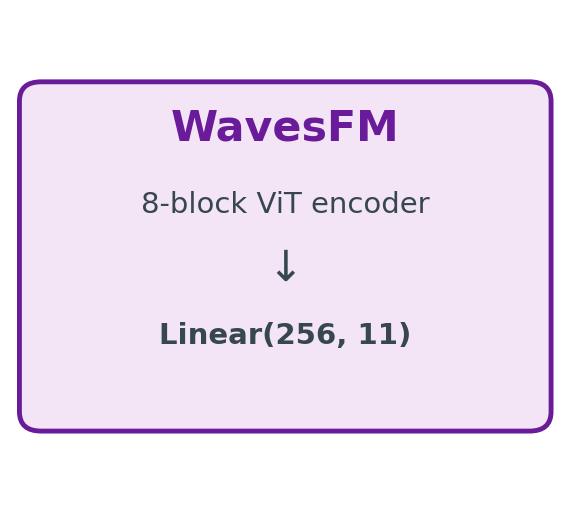 WavesFM
8-block ViT encoder
↓
Linear(256, 11)